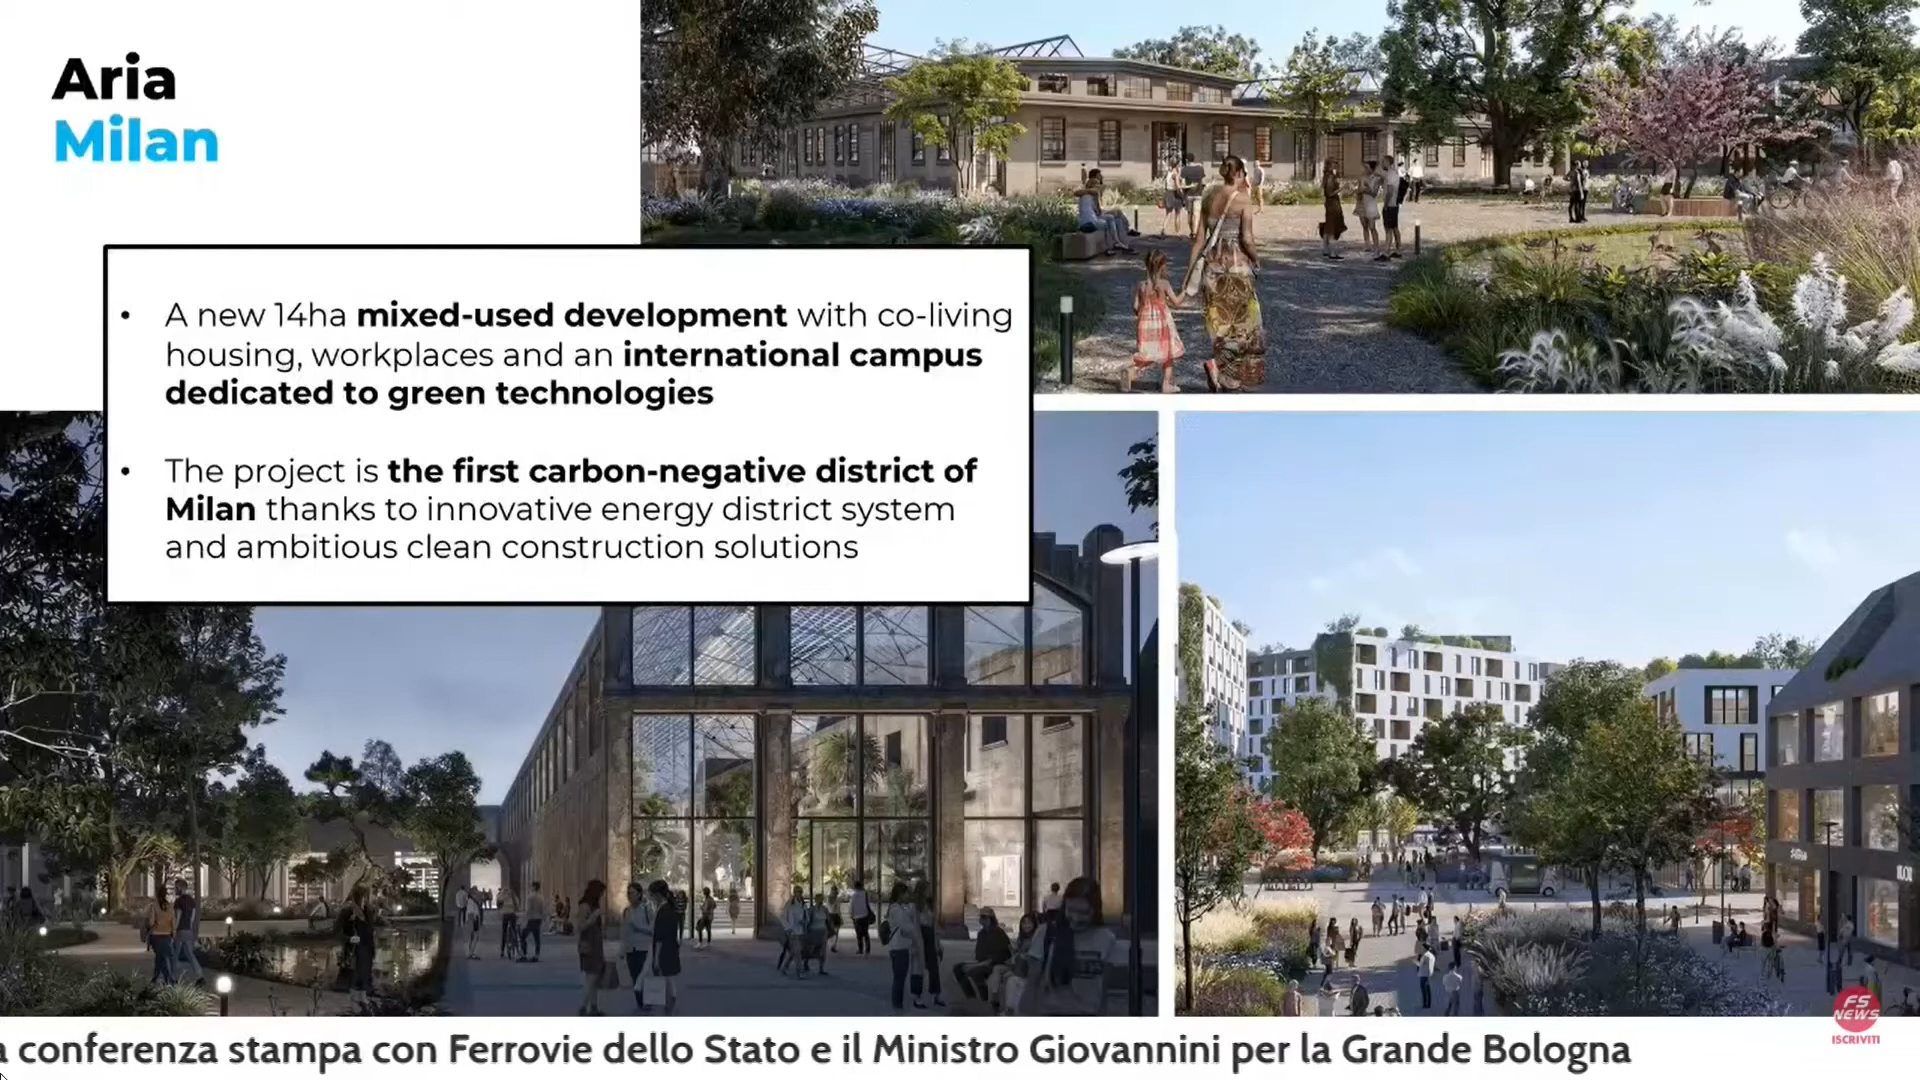 Aria
Milan
• A new 14ha mixed-used development with co-living
housing, workplaces and an international campus
dedicated to green technologies
• The project is the first carbon-negative district of
Milan thanks to innovative energy district system
and ambitious clean construction solutions
FS
NEWS
ISCRIVITI
a conferenza stampa con Ferrovie dello Stato e il Ministro Giovannini per la Grande Bologna